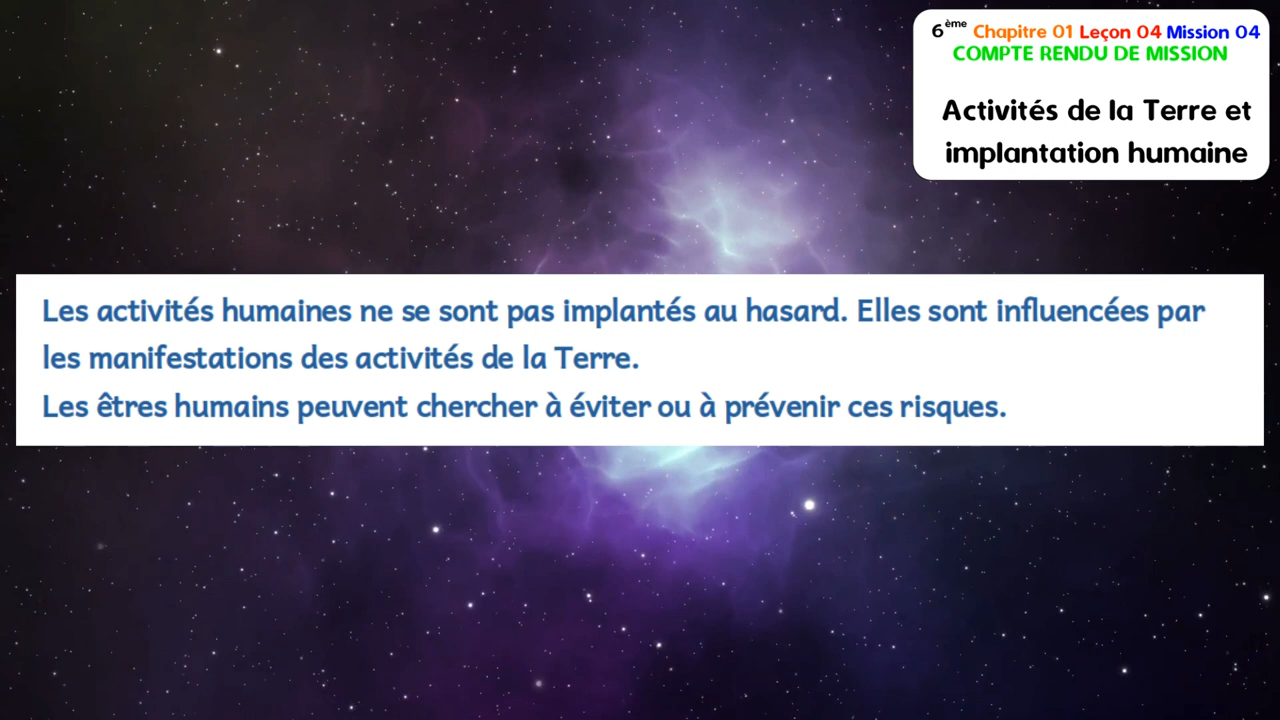 6ème Chapitre 01 Leçon 04 Mission 04
COMPTE RENDU DE MISSION
Activités de la Terre et
implantation humaine
Les activités humaines ne se sont pas implantés au hasard. Elles sont influencées par
les manifestations des activités de la Terre.
Les êtres humains peuvent chercher à éviter ou à prévenir ces risques.